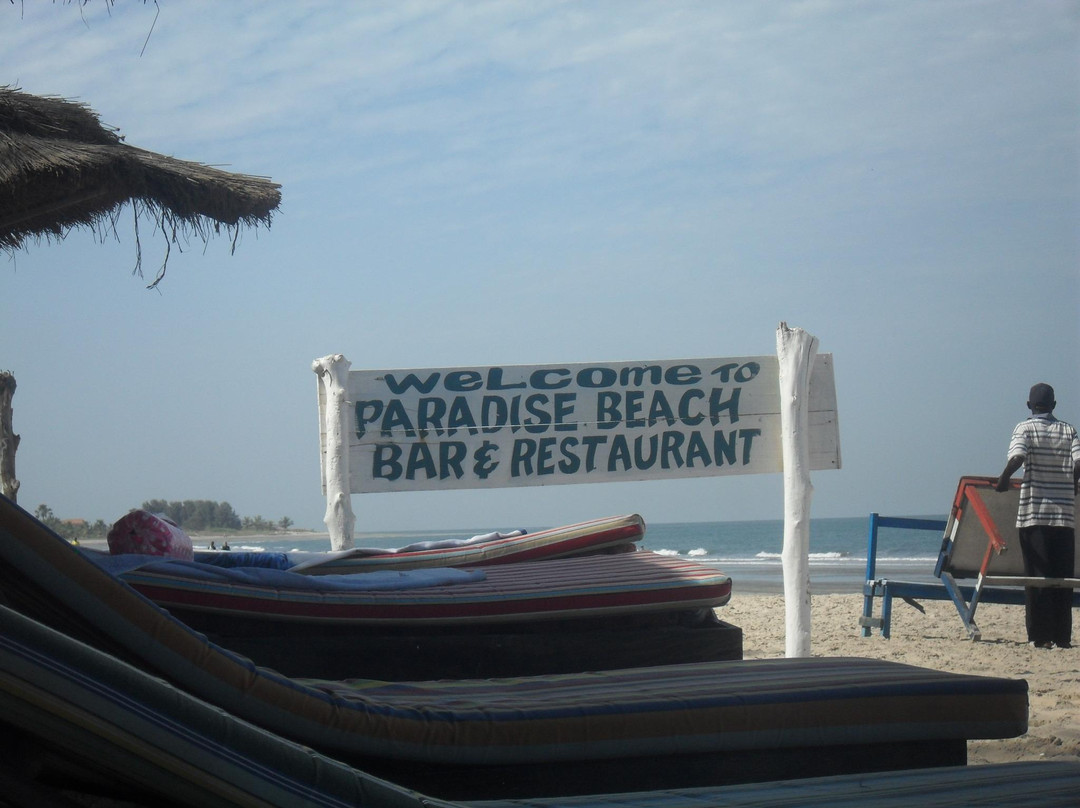 WeLcome To
PARADISE BEACH
BAR & RESTAURANT